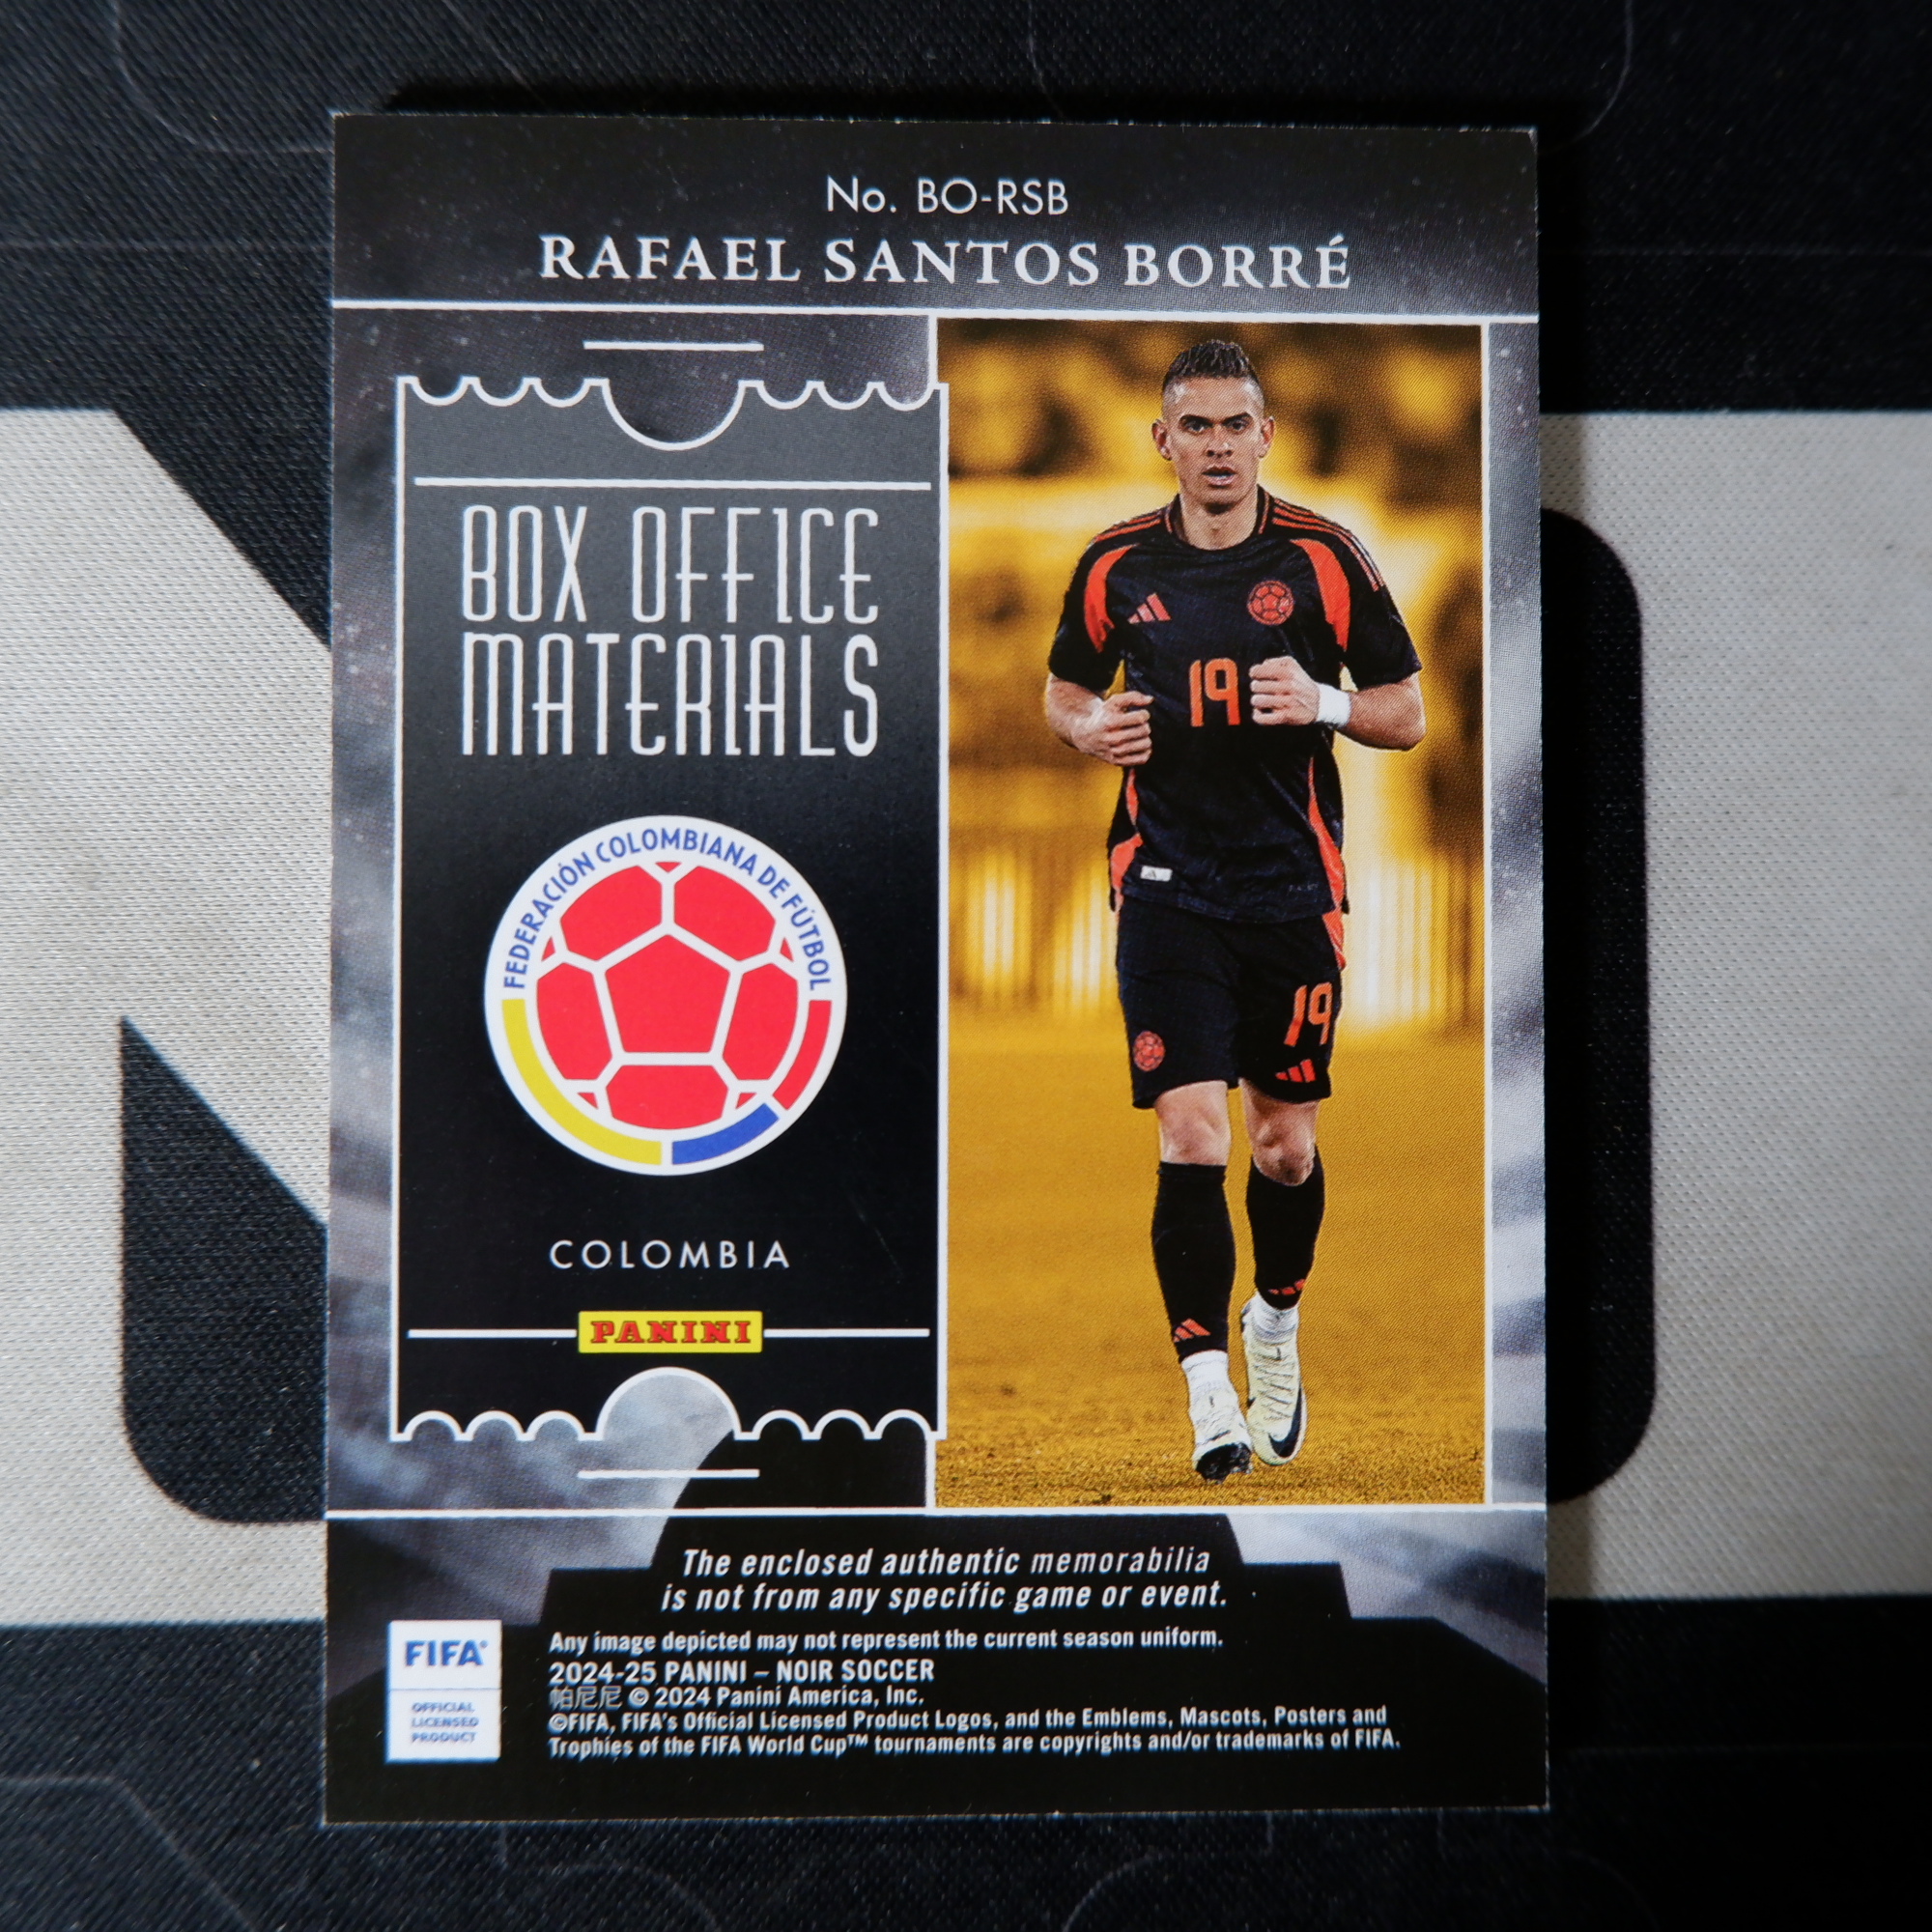 No. BO-RSB
RAFAEL SANTOS BORRÉ
BOX OFFICE
MATERIALS
FEDERACIÓN COLOMBIANA DE FÚTBOL
COLOMBIA
PANINI
19
19
The enclosed authentic memorabilia
is not from any specific game or event.
Any image depicted may not represent the current season uniform.
2024-25 PANINI – NOIR SOCCER
帕尼尼 © 2024 Panini America, Inc.
©FIFA, FIFA's Official Licensed Product Logos, and the Emblems, Mascots, Posters and
Trophies of the FIFA World Cup™ tournaments are copyrights and/or trademarks of FIFA.
FIFA®
OFFICIAL
LICENSED
PRODUCT